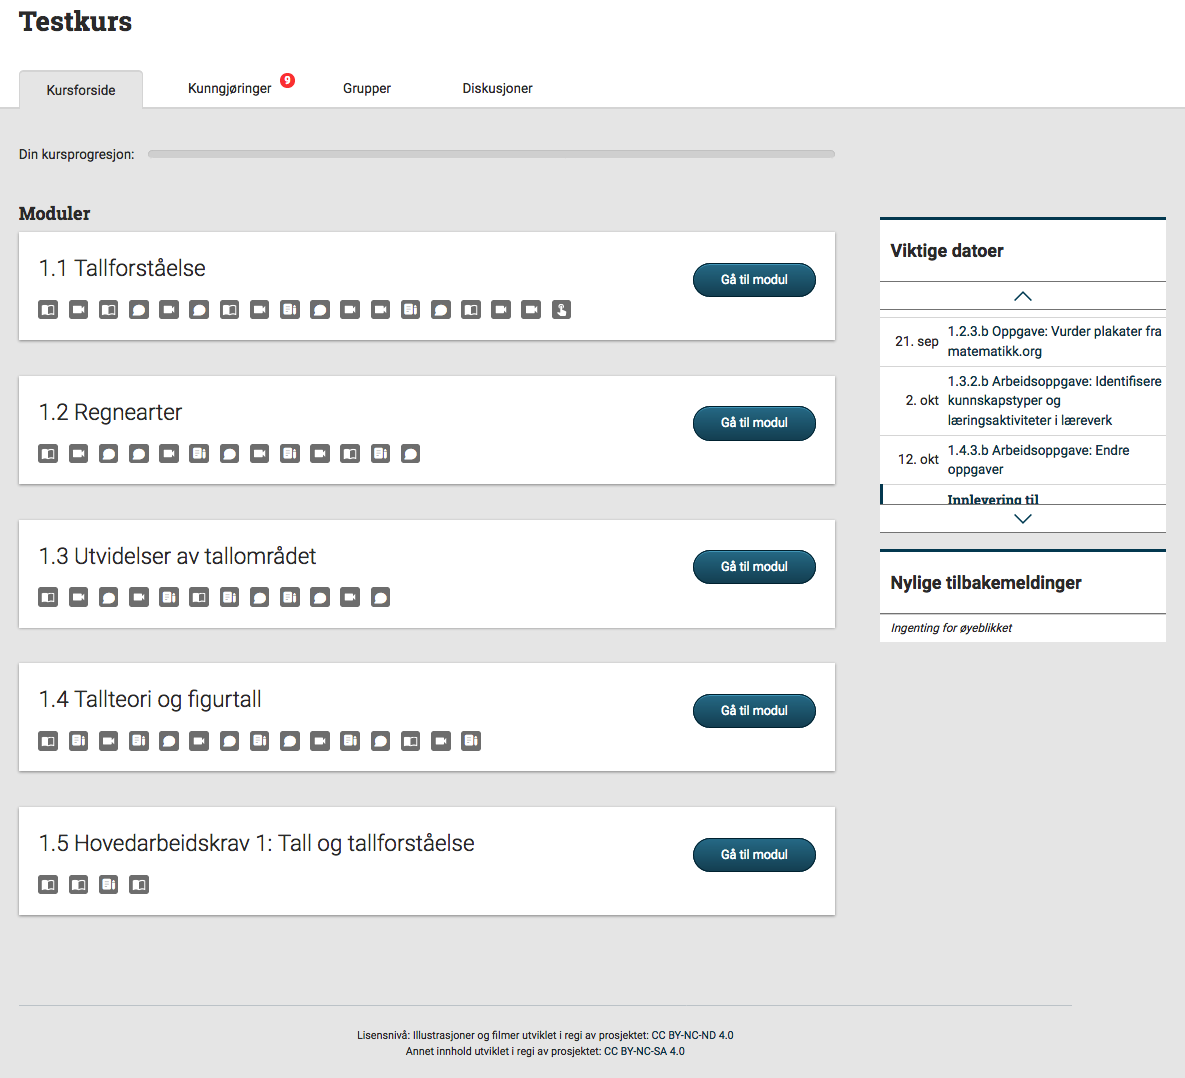 Testkurs
Kursforside
Kunngjøringer
9
Grupper
Diskusjoner
Din kursprogresjon:
Moduler
1.1 Tallforståelse
Gå til modul
1.2 Regnearter
Gå til modul
1.3 Utvidelser av tallområdet
Gå til modul
1.4 Tallteori og figurtall
Gå til modul
1.5 Hovedarbeidskrav 1: Tall og tallforståelse
Gå til modul
Viktige datoer
21. sep
1.2.3.b Oppgave: Vurder plakater fra
matematikk.org
2. okt
1.3.2.b Arbeidsoppgave: Identifisere
kunnskapstyper og
læringsaktiviteter i læreverk
12. okt
1.4.3.b Arbeidsoppgave: Endre
oppgaver
Innlevering til
Nylige tilbakemeldinger
Ingenting for øyeblikket
Lisensnivå: Illustrasjoner og filmer utviklet i regi av prosjektet: CC BY-NC-ND 4.0
Annet innhold utviklet i regi av prosjektet: CC BY-NC-SA 4.0